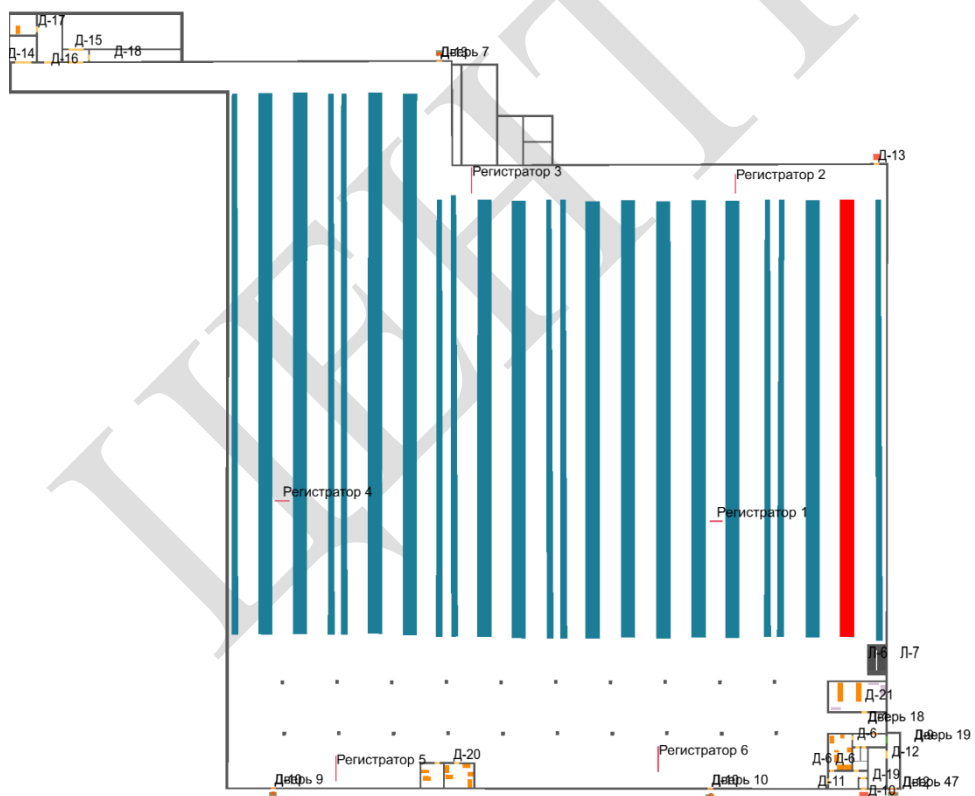 Д-17
Д-15
Д-14
Д-16
Д-18
Дверь 7
Д-13
Регистратор 3
Регистратор 2
Регистратор 4
Регистратор 1
Л-6
Л-7
Д-21
Дверь 18
Д-6
Дверь 19
Д-12
Регистратор 5
Д-20
Регистратор 6
Д-6
Д-6
Д-19
Д-11
Дверь 9
Дверь 10
Д-10
Дверь 47
ЦЕНТ